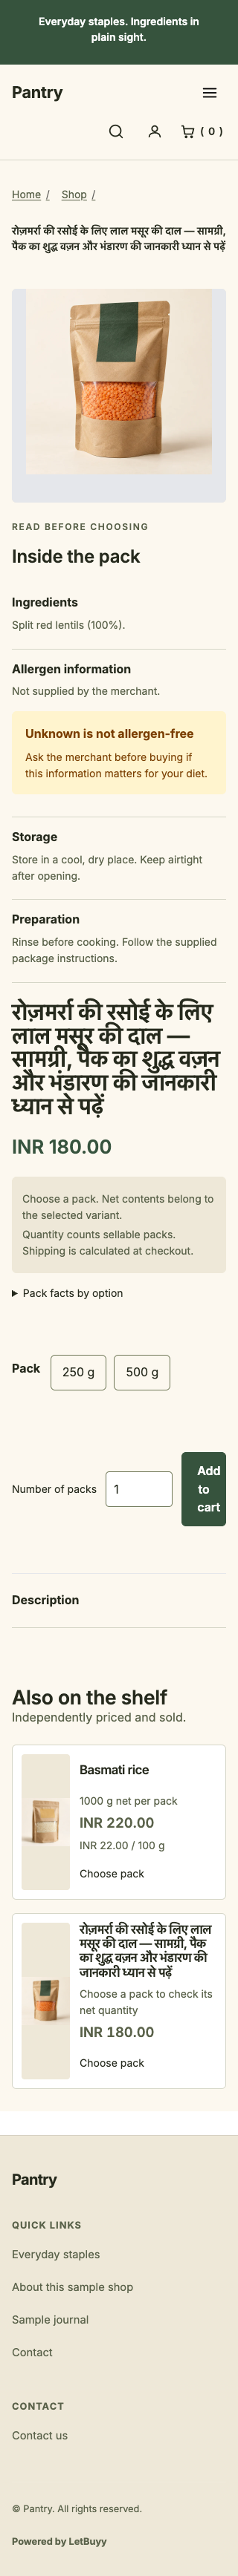 Everyday staples. Ingredients in
plain sight.
Pantry
( 0 )
Home /
Shop /
रोज़मर्रा की रसोई के लिए लाल मसूर की दाल — सामग्री,
पैक का शुद्ध वज़न और भंडारण की जानकारी ध्यान से पढ़ें
READ BEFORE CHOOSING
Inside the pack
Ingredients
Split red lentils (100%).
Allergen information
Not supplied by the merchant.
Unknown is not allergen-free
Ask the merchant before buying if
this information matters for your diet.
Storage
Store in a cool, dry place. Keep airtight
after opening.
Preparation
Rinse before cooking. Follow the supplied
package instructions.
रोज़मर्रा की रसोई के लिए
लाल मसूर की दाल —
सामग्री, पैक का शुद्ध वज़न
और भंडारण की जानकारी
ध्यान से पढ़ें
INR 180.00
Choose a pack. Net contents belong to
the selected variant.
Quantity counts sellable packs.
Shipping is calculated at checkout.
Pack facts by option
Pack
250 g
500 g
Number of packs
1
Add
to
cart
Description
Also on the shelf
Independently priced and sold.
Basmati rice
1000 g net per pack
INR 220.00
INR 22.00 / 100 g
Choose pack
रोज़मर्रा की रसोई के लिए लाल
मसूर की दाल — सामग्री, पैक
का शुद्ध वज़न और भंडारण की
जानकारी ध्यान से पढ़ें
Choose a pack to check its
net quantity
INR 180.00
Choose pack
Pantry
QUICK LINKS
Everyday staples
About this sample shop
Sample journal
Contact
CONTACT
Contact us
© Pantry. All rights reserved.
Powered by LetBuyy